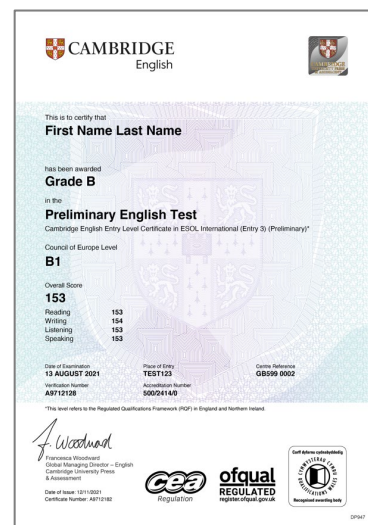 CAMBRIDGE
English
This is to certify that
First Name Last Name
has been awarded
Grade B
in the
Preliminary English Test
Cambridge English Entry Level Certificate in ESOL International (Entry 3) (Preliminary)*
Council of Europe Level
B1
Overall Score
153
Reading 153
Writing 154
Listening 153
Speaking 153
Date of Examination Place of Entry Centre Reference
13 AUGUST 2021 TEST123 GB599 0002
Verification Number Accreditation Number
A9712128 500/2414/0
*This level refers to the Regulated Qualifications Framework (RQF) in England and Northern Ireland.
F. Woodward
Francesca Woodward
Global Managing Director – English
Cambridge University Press
& Assessment
Date of Issue 12/11/2021
Certificate Number: A9712182
ccea
Regulation
ofqual
REGULATED
register.ofqual.gov.uk
Corff dyfarnu cydnabyddedig
Recognised awarding body
DP947